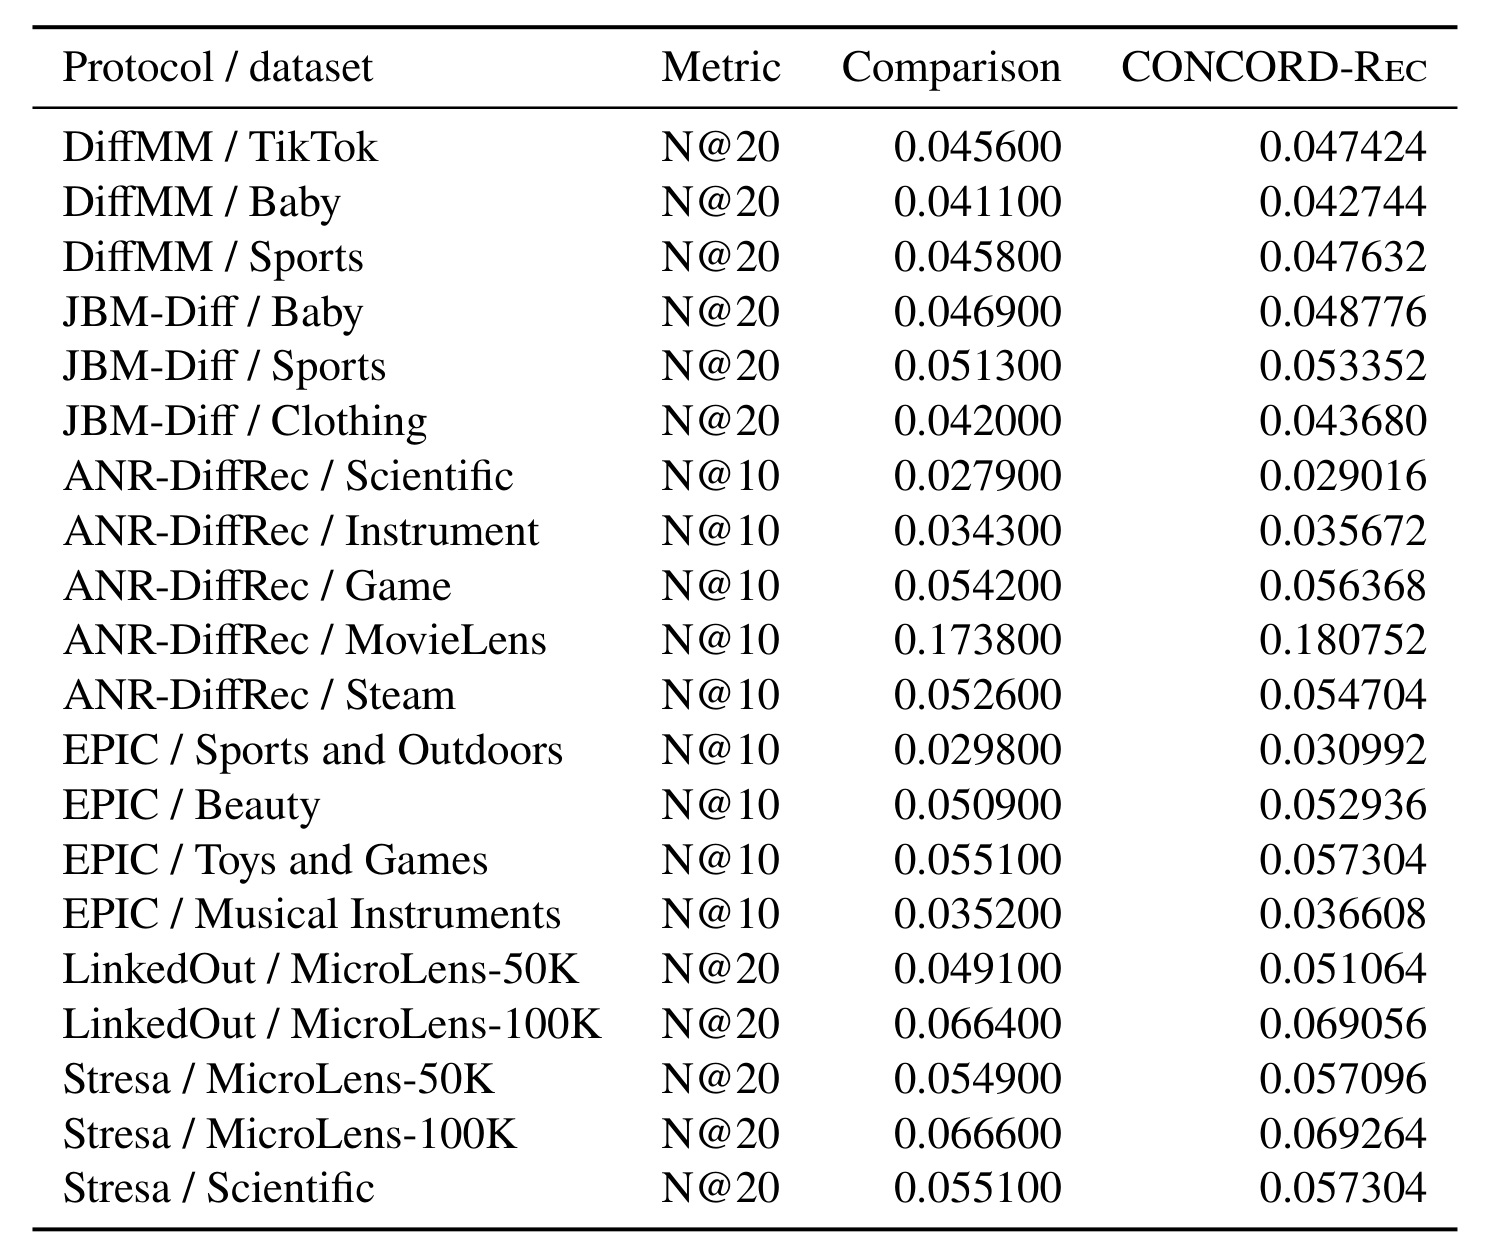 Protocol / dataset Metric Comparison CONCORD-REC
DiffMM / TikTok N@20 0.045600 0.047424
DiffMM / Baby N@20 0.041100 0.042744
DiffMM / Sports N@20 0.045800 0.047632
JBM-Diff / Baby N@20 0.046900 0.048776
JBM-Diff / Sports N@20 0.051300 0.053352
JBM-Diff / Clothing N@20 0.042000 0.043680
ANR-DiffRec / Scientific N@10 0.027900 0.029016
ANR-DiffRec / Instrument N@10 0.034300 0.035672
ANR-DiffRec / Game N@10 0.054200 0.056368
ANR-DiffRec / MovieLens N@10 0.173800 0.180752
ANR-DiffRec / Steam N@10 0.052600 0.054704
EPIC / Sports and Outdoors N@10 0.029800 0.030992
EPIC / Beauty N@10 0.050900 0.052936
EPIC / Toys and Games N@10 0.055100 0.057304
EPIC / Musical Instruments N@10 0.035200 0.036608
LinkedOut / MicroLens-50K N@20 0.049100 0.051064
LinkedOut / MicroLens-100K N@20 0.066400 0.069056
Stresa / MicroLens-50K N@20 0.054900 0.057096
Stresa / MicroLens-100K N@20 0.066600 0.069264
Stresa / Scientific N@20 0.055100 0.057304